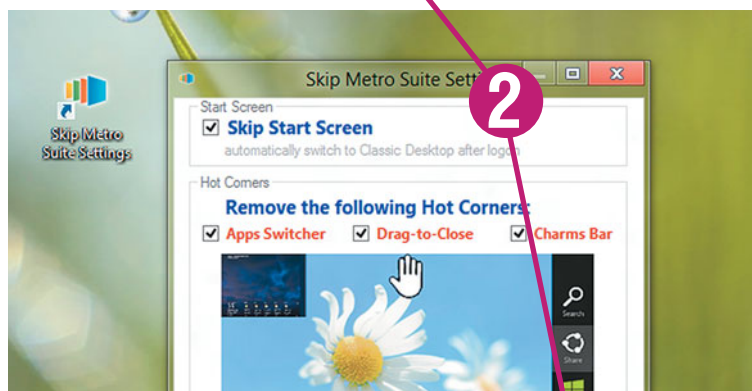 Skip Metro Suite Sett
2
Start Screen
Skip Start Screen
automatically switch to Classic Desktop after logon
Skip Metro
Suite Settings
Hot Corners
Remove the following Hot Corners:
Apps Switcher Drag-to-Close Charms Bar
Search
Share